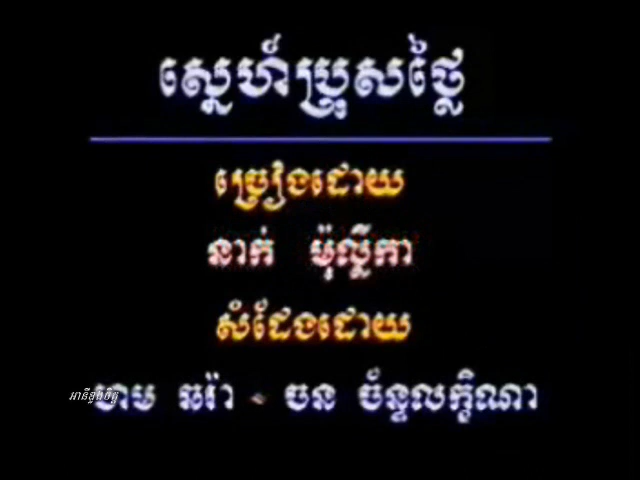 ស្នេហ៍ប្រុសថ្លៃ
ច្រៀងដោយ
នាក់ ម៉ុល្លីកា
សំដែងដោយ
ហម ឆរ៉ា - ចន ច័ន្ទលក្ខិណា